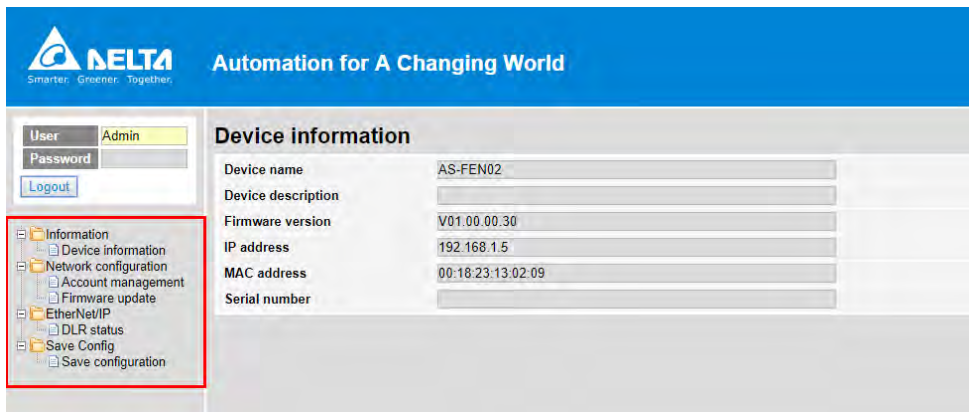 DELTA
Smarter. Greener. Together.
Automation for A Changing World
User Admin
Password
Logout
Information
Device information
Network configuration
Account management
Firmware update
EtherNet/IP
DLR status
Save Config
Save configuration
Device information
Device name AS-FEN02
Device description
Firmware version V01.00.00.30
IP address 192.168.1.5
MAC address 00:18:23:13:02:09
Serial number